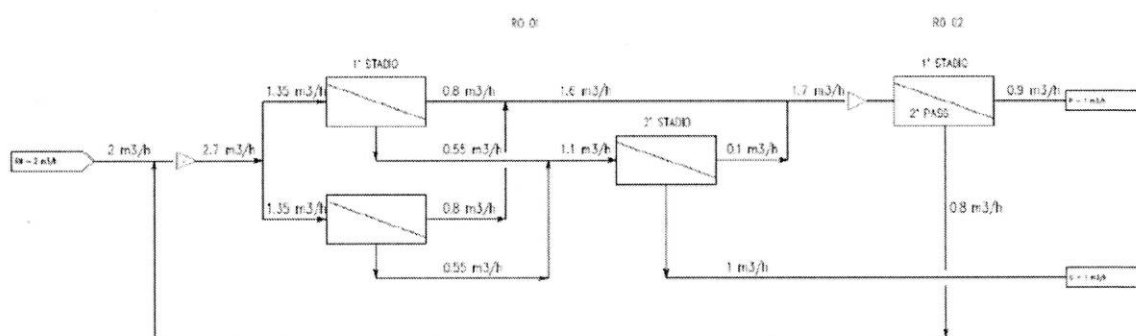 RO 01
RO 02
1° STADIO
1° STADIO
1.35 m3/h
0.8 m3/h
1.6 m3/h
1.7 m3/h
0.9 m3/h
2° PASS
2° STADIO
2 m3/h
2.7 m3/h
0.55 m3/h
1.1 m3/h
0.1 m3/h
1.35 m3/h
0.8 m3/h
0.8 m3/h
0.55 m3/h
1 m3/h